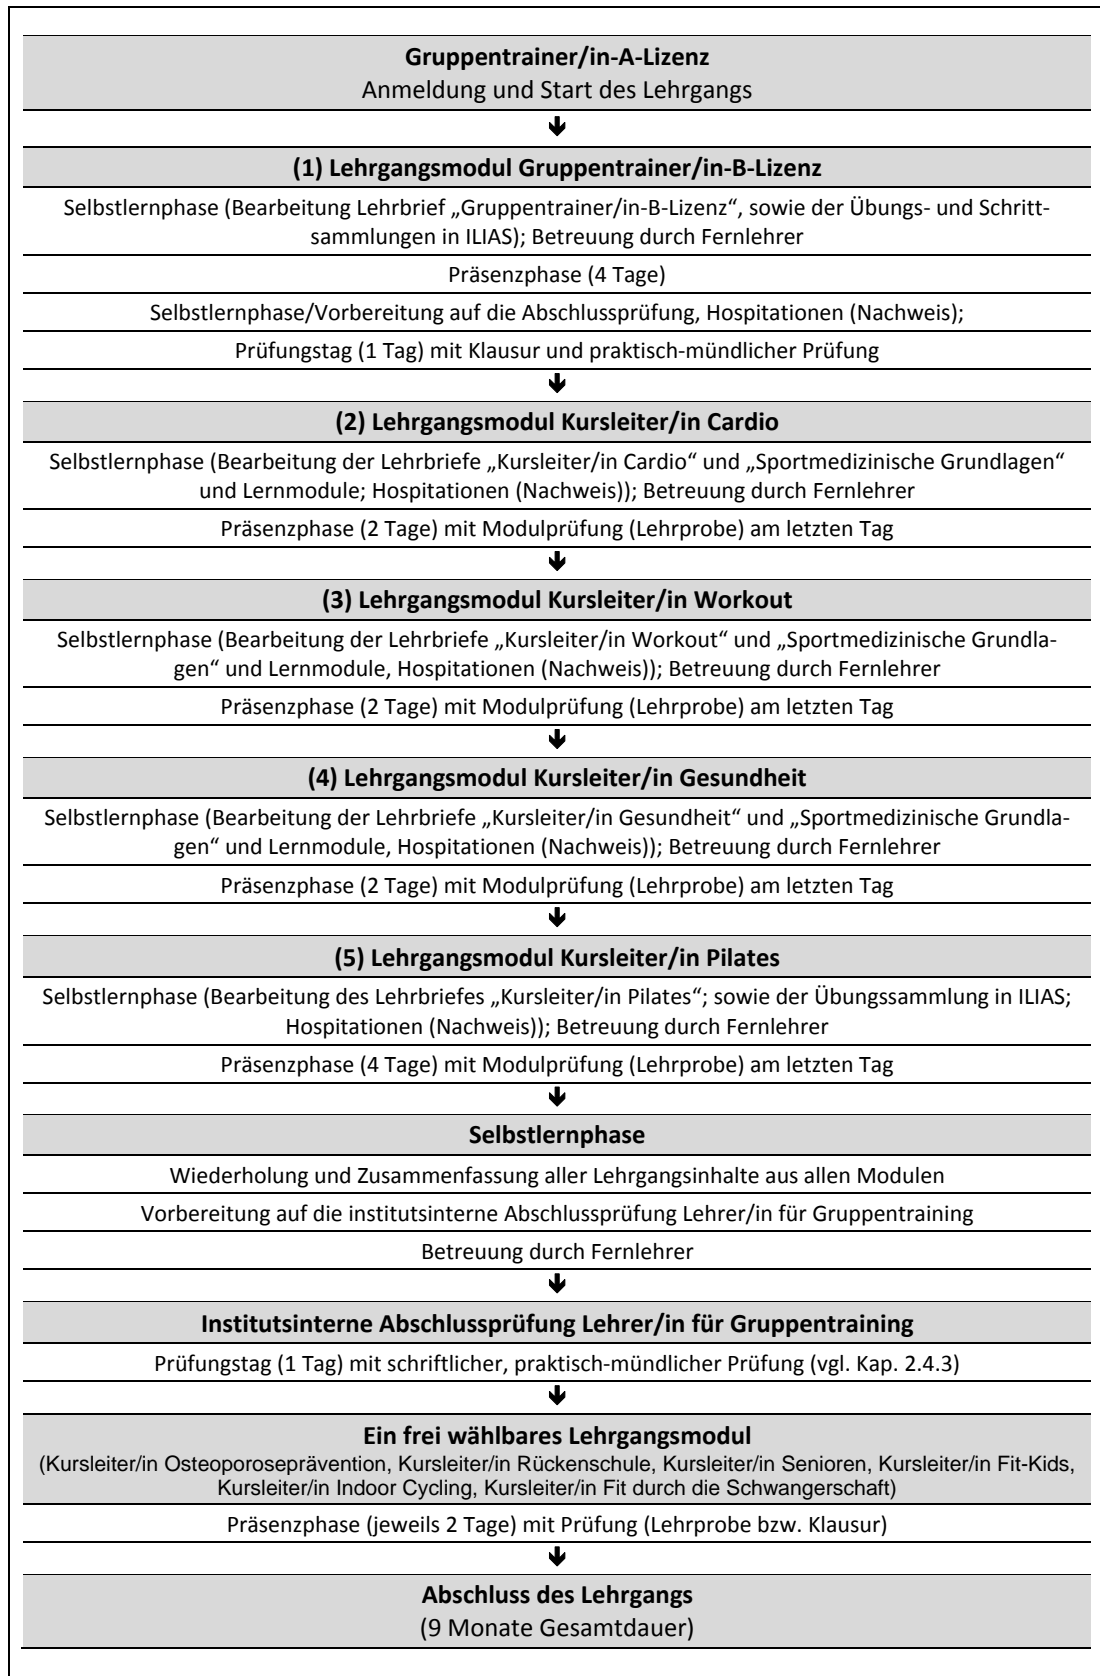 Gruppentrainer/in-A-Lizenz
Anmeldung und Start des Lehrgangs
🡻
(1) Lehrgangsmodul Gruppentrainer/in-B-Lizenz
Selbstlernphase (Bearbeitung Lehrbrief „Gruppentrainer/in-B-Lizenz“, sowie der Übungs- und Schritt-
sammlungen in ILIAS); Betreuung durch Fernlehrer
Präsenzphase (4 Tage)
Selbstlernphase/Vorbereitung auf die Abschlussprüfung, Hospitationen (Nachweis);
Prüfungstag (1 Tag) mit Klausur und praktisch-mündlicher Prüfung
🡻
(2) Lehrgangsmodul Kursleiter/in Cardio
Selbstlernphase (Bearbeitung der Lehrbriefe „Kursleiter/in Cardio“ und „Sportmedizinische Grundlagen“
und Lernmodule; Hospitationen (Nachweis)); Betreuung durch Fernlehrer
Präsenzphase (2 Tage) mit Modulprüfung (Lehrprobe) am letzten Tag
🡻
(3) Lehrgangsmodul Kursleiter/in Workout
Selbstlernphase (Bearbeitung der Lehrbriefe „Kursleiter/in Workout“ und „Sportmedizinische Grundla-
gen“ und Lernmodule, Hospitationen (Nachweis)); Betreuung durch Fernlehrer
Präsenzphase (2 Tage) mit Modulprüfung (Lehrprobe) am letzten Tag
🡻
(4) Lehrgangsmodul Kursleiter/in Gesundheit
Selbstlernphase (Bearbeitung der Lehrbriefe „Kursleiter/in Gesundheit“ und „Sportmedizinische Grundla-
gen“ und Lernmodule, Hospitationen (Nachweis)); Betreuung durch Fernlehrer
Präsenzphase (2 Tage) mit Modulprüfung (Lehrprobe) am letzten Tag
🡻
(5) Lehrgangsmodul Kursleiter/in Pilates
Selbstlernphase (Bearbeitung des Lehrbriefes „Kursleiter/in Pilates“; sowie der Übungssammlung in ILIAS;
Hospitationen (Nachweis)); Betreuung durch Fernlehrer
Präsenzphase (4 Tage) mit Modulprüfung (Lehrprobe) am letzten Tag
🡻
Selbstlernphase
Wiederholung und Zusammenfassung aller Lehrgangsinhalte aus allen Modulen
Vorbereitung auf die institutsinterne Abschlussprüfung Lehrer/in für Gruppentraining
Betreuung durch Fernlehrer
🡻
Institutsinterne Abschlussprüfung Lehrer/in für Gruppentraining
Prüfungstag (1 Tag) mit schriftlicher, praktisch-mündlicher Prüfung (vgl. Kap. 2.4.3)
🡻
Ein frei wählbares Lehrgangsmodul
(Kursleiter/in Osteoporoseprävention, Kursleiter/in Rückenschule, Kursleiter/in Senioren, Kursleiter/in Fit-Kids,
Kursleiter/in Indoor Cycling, Kursleiter/in Fit durch die Schwangerschaft)
Präsenzphase (jeweils 2 Tage) mit Prüfung (Lehrprobe bzw. Klausur)
🡻
Abschluss des Lehrgangs
(9 Monate Gesamtdauer)